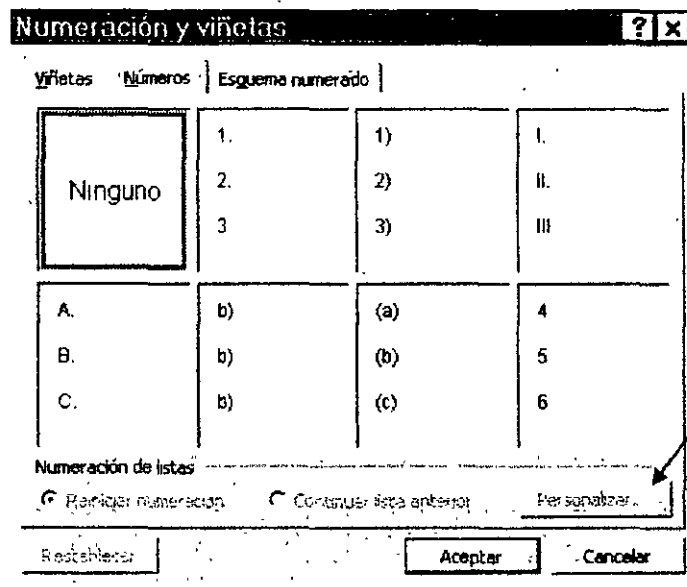 Numeración y viñetas ? x
Viñetas Números Esquema numerado
Ninguno
1.
2.
3
1)
2)
3)
I.
II.
III
A.
B.
C.
b)
b)
b)
(a)
(b)
(c)
4
5
6
Numeración de listas
Reiniciar numeración Continuar lista anterior Personalizar...
Restablecer Aceptar Cancelar